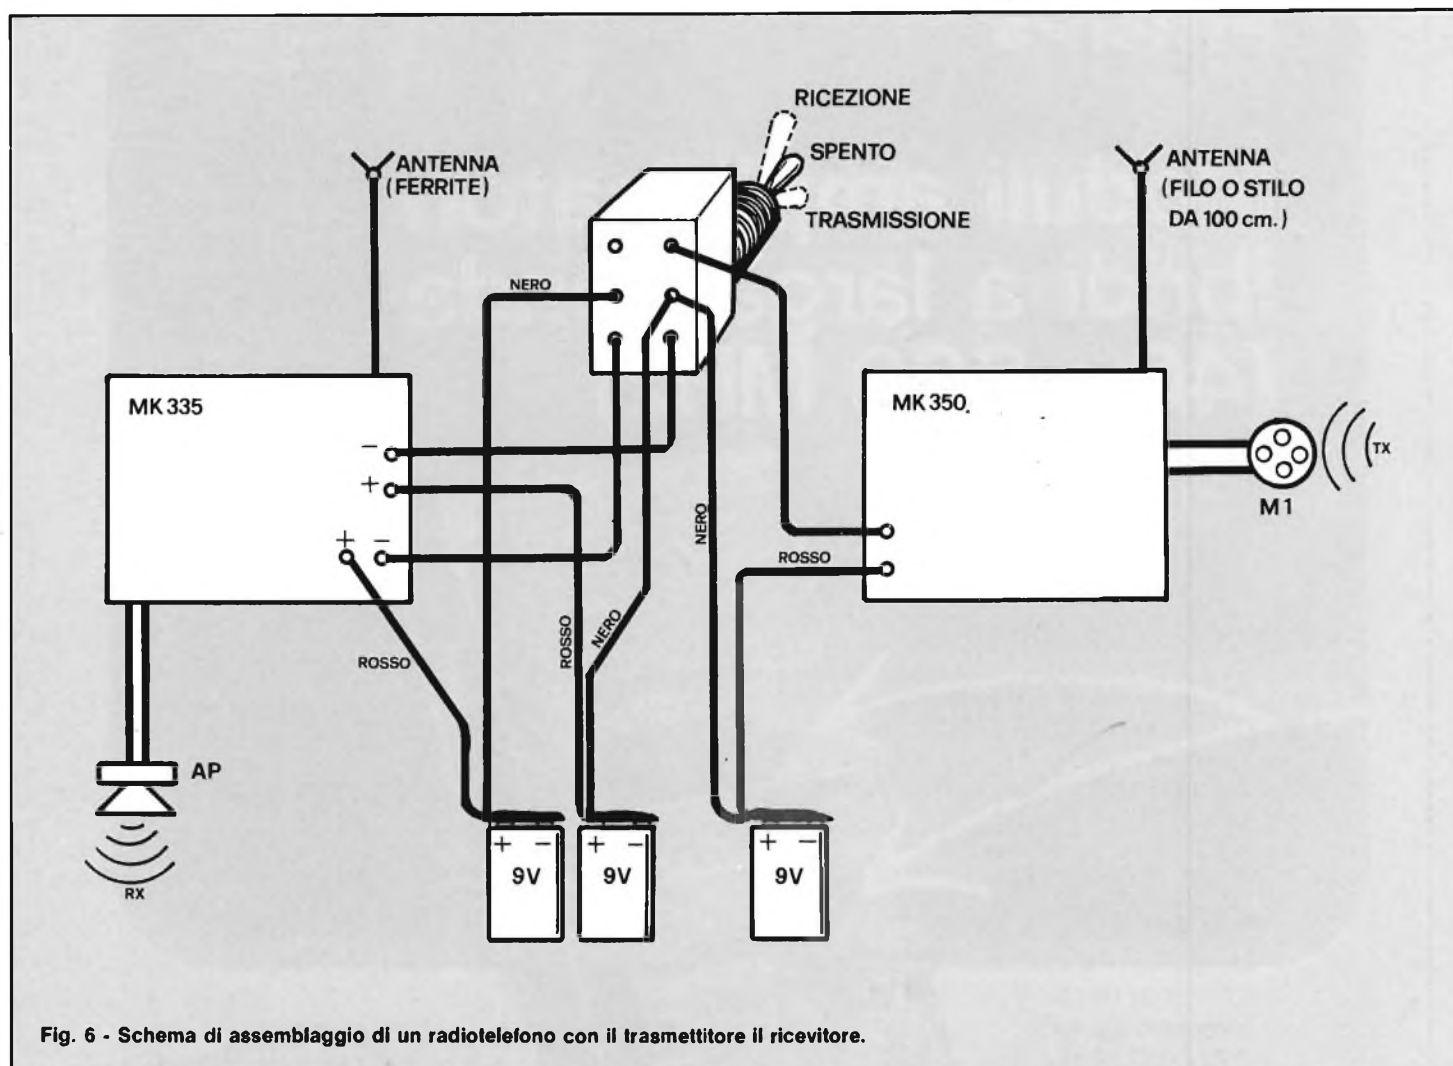 RICEZIONE
SPENTO
TRASMISSIONE
ANTENNA
(FERRITE)
ANTENNA
(FILO O STILO
DA 100 cm.)
NERO
MK 335
-
+
+ -
MK 350.
TX
M 1
NERO
ROSSO
ROSSO
ROSSO
NERO
AP
RX
+ -
9V
+ -
9V
+ -
9V
Fig. 6 - Schema di assemblaggio di un radiotelefono con il trasmettitore il ricevitore.